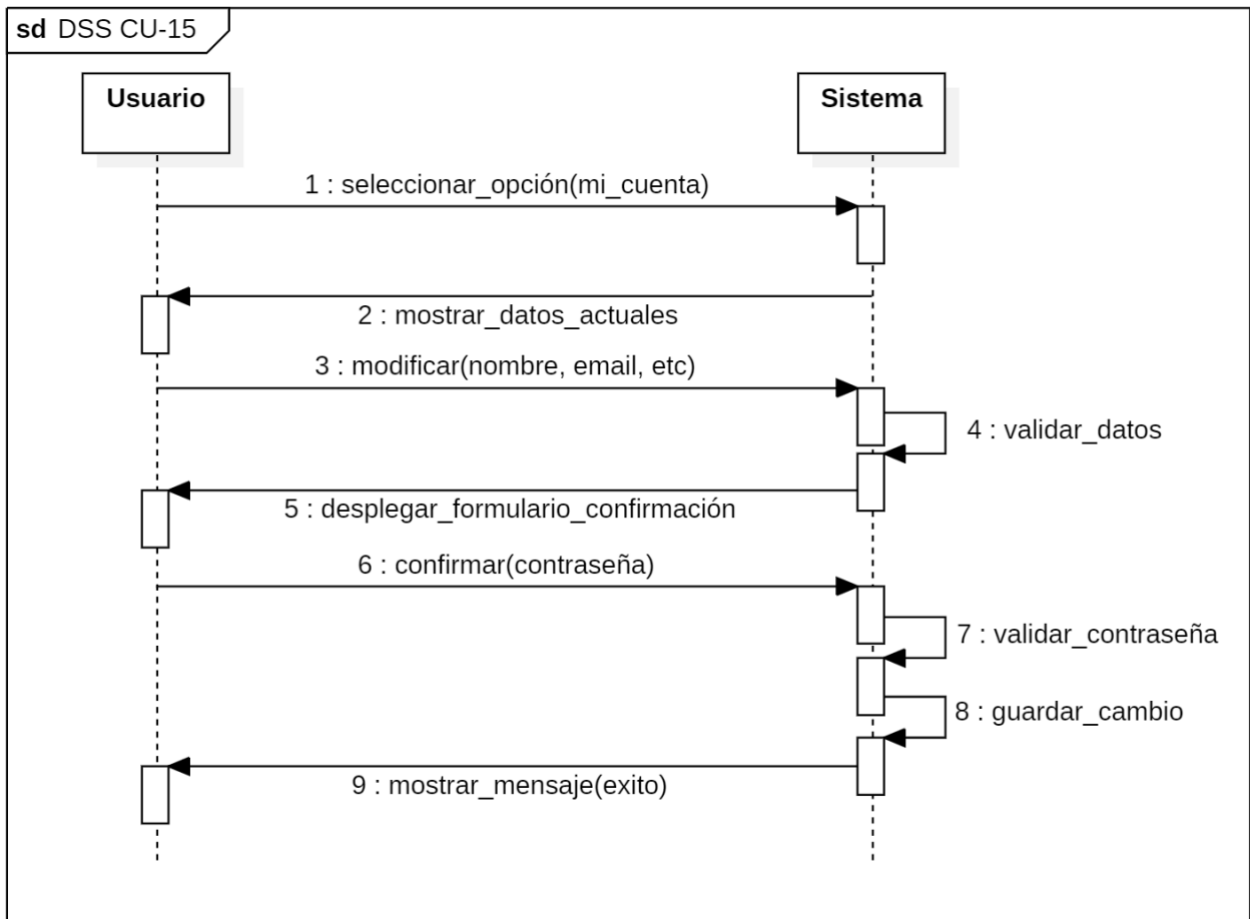 sd DSS CU-15
Usuario
Sistema
1 : seleccionar_opción(mi_cuenta)
2 : mostrar_datos_actuales
3 : modificar(nombre, email, etc)
4 : validar_datos
5 : desplegar_formulario_confirmación
6 : confirmar(contraseña)
7 : validar_contraseña
8 : guardar_cambio
9 : mostrar_mensaje(exito)